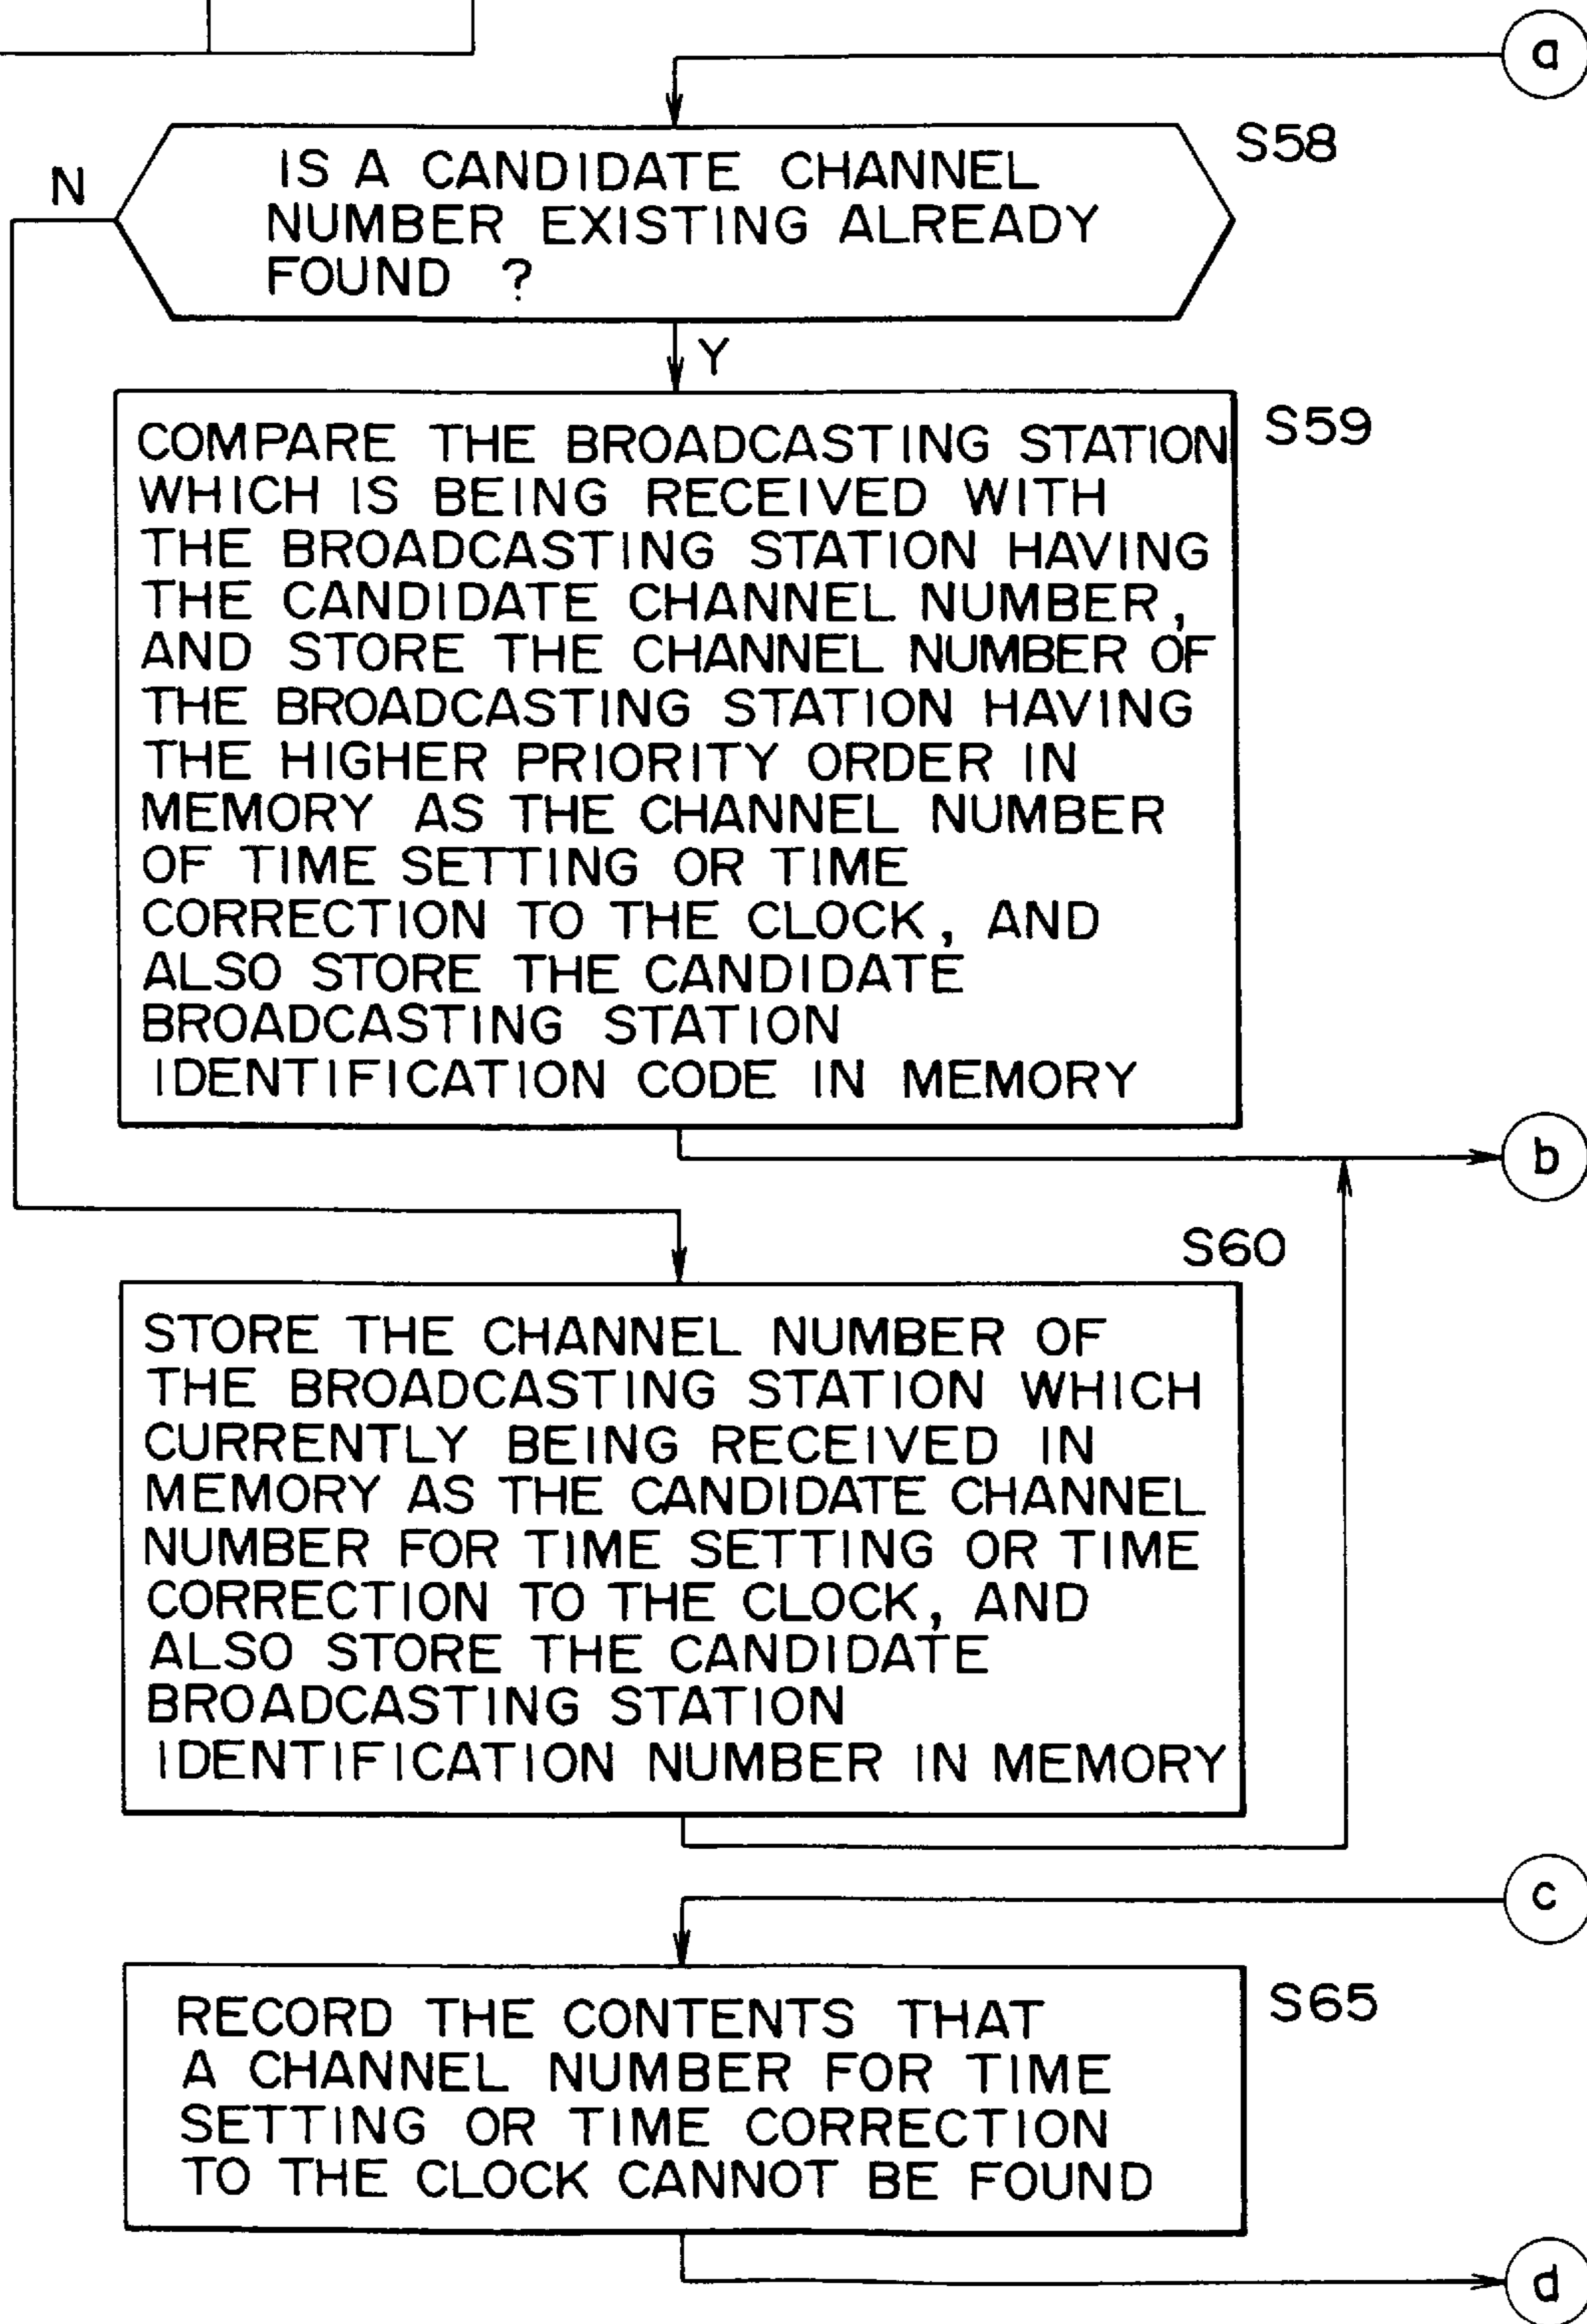 a
S58
N
IS A CANDIDATE CHANNEL
NUMBER EXISTING ALREADY
FOUND ?
Y
S59
COMPARE THE BROADCASTING STATION
WHICH IS BEING RECEIVED WITH
THE BROADCASTING STATION HAVING
THE CANDIDATE CHANNEL NUMBER,
AND STORE THE CHANNEL NUMBER OF
THE BROADCASTING STATION HAVING
THE HIGHER PRIORITY ORDER IN
MEMORY AS THE CHANNEL NUMBER
OF TIME SETTING OR TIME
CORRECTION TO THE CLOCK, AND
ALSO STORE THE CANDIDATE
BROADCASTING STATION
IDENTIFICATION CODE IN MEMORY
b
S60
STORE THE CHANNEL NUMBER OF
THE BROADCASTING STATION WHICH
CURRENTLY BEING RECEIVED IN
MEMORY AS THE CANDIDATE CHANNEL
NUMBER FOR TIME SETTING OR TIME
CORRECTION TO THE CLOCK, AND
ALSO STORE THE CANDIDATE
BROADCASTING STATION
IDENTIFICATION NUMBER IN MEMORY
c
S65
RECORD THE CONTENTS THAT
A CHANNEL NUMBER FOR TIME
SETTING OR TIME CORRECTION
TO THE CLOCK CANNOT BE FOUND
d